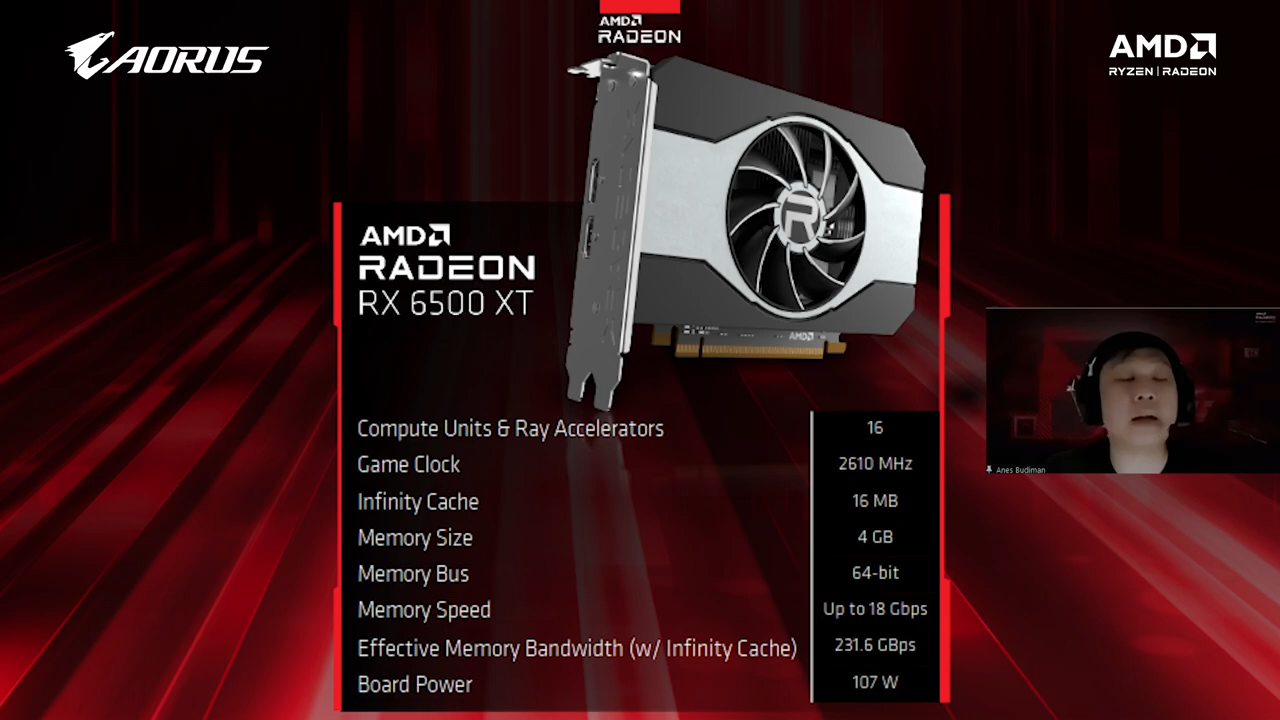 AMD
RADEON
AORUS
AMD
RYZEN | RADEON
AMD
RADEON
RX 6500 XT
R
AMD
Compute Units & Ray Accelerators 16
Game Clock 2610 MHz
Infinity Cache 16 MB
Memory Size 4 GB
Memory Bus 64-bit
Memory Speed Up to 18 Gbps
Effective Memory Bandwidth (w/ Infinity Cache) 231.6 GBps
Board Power 107 W
Anes Budiman